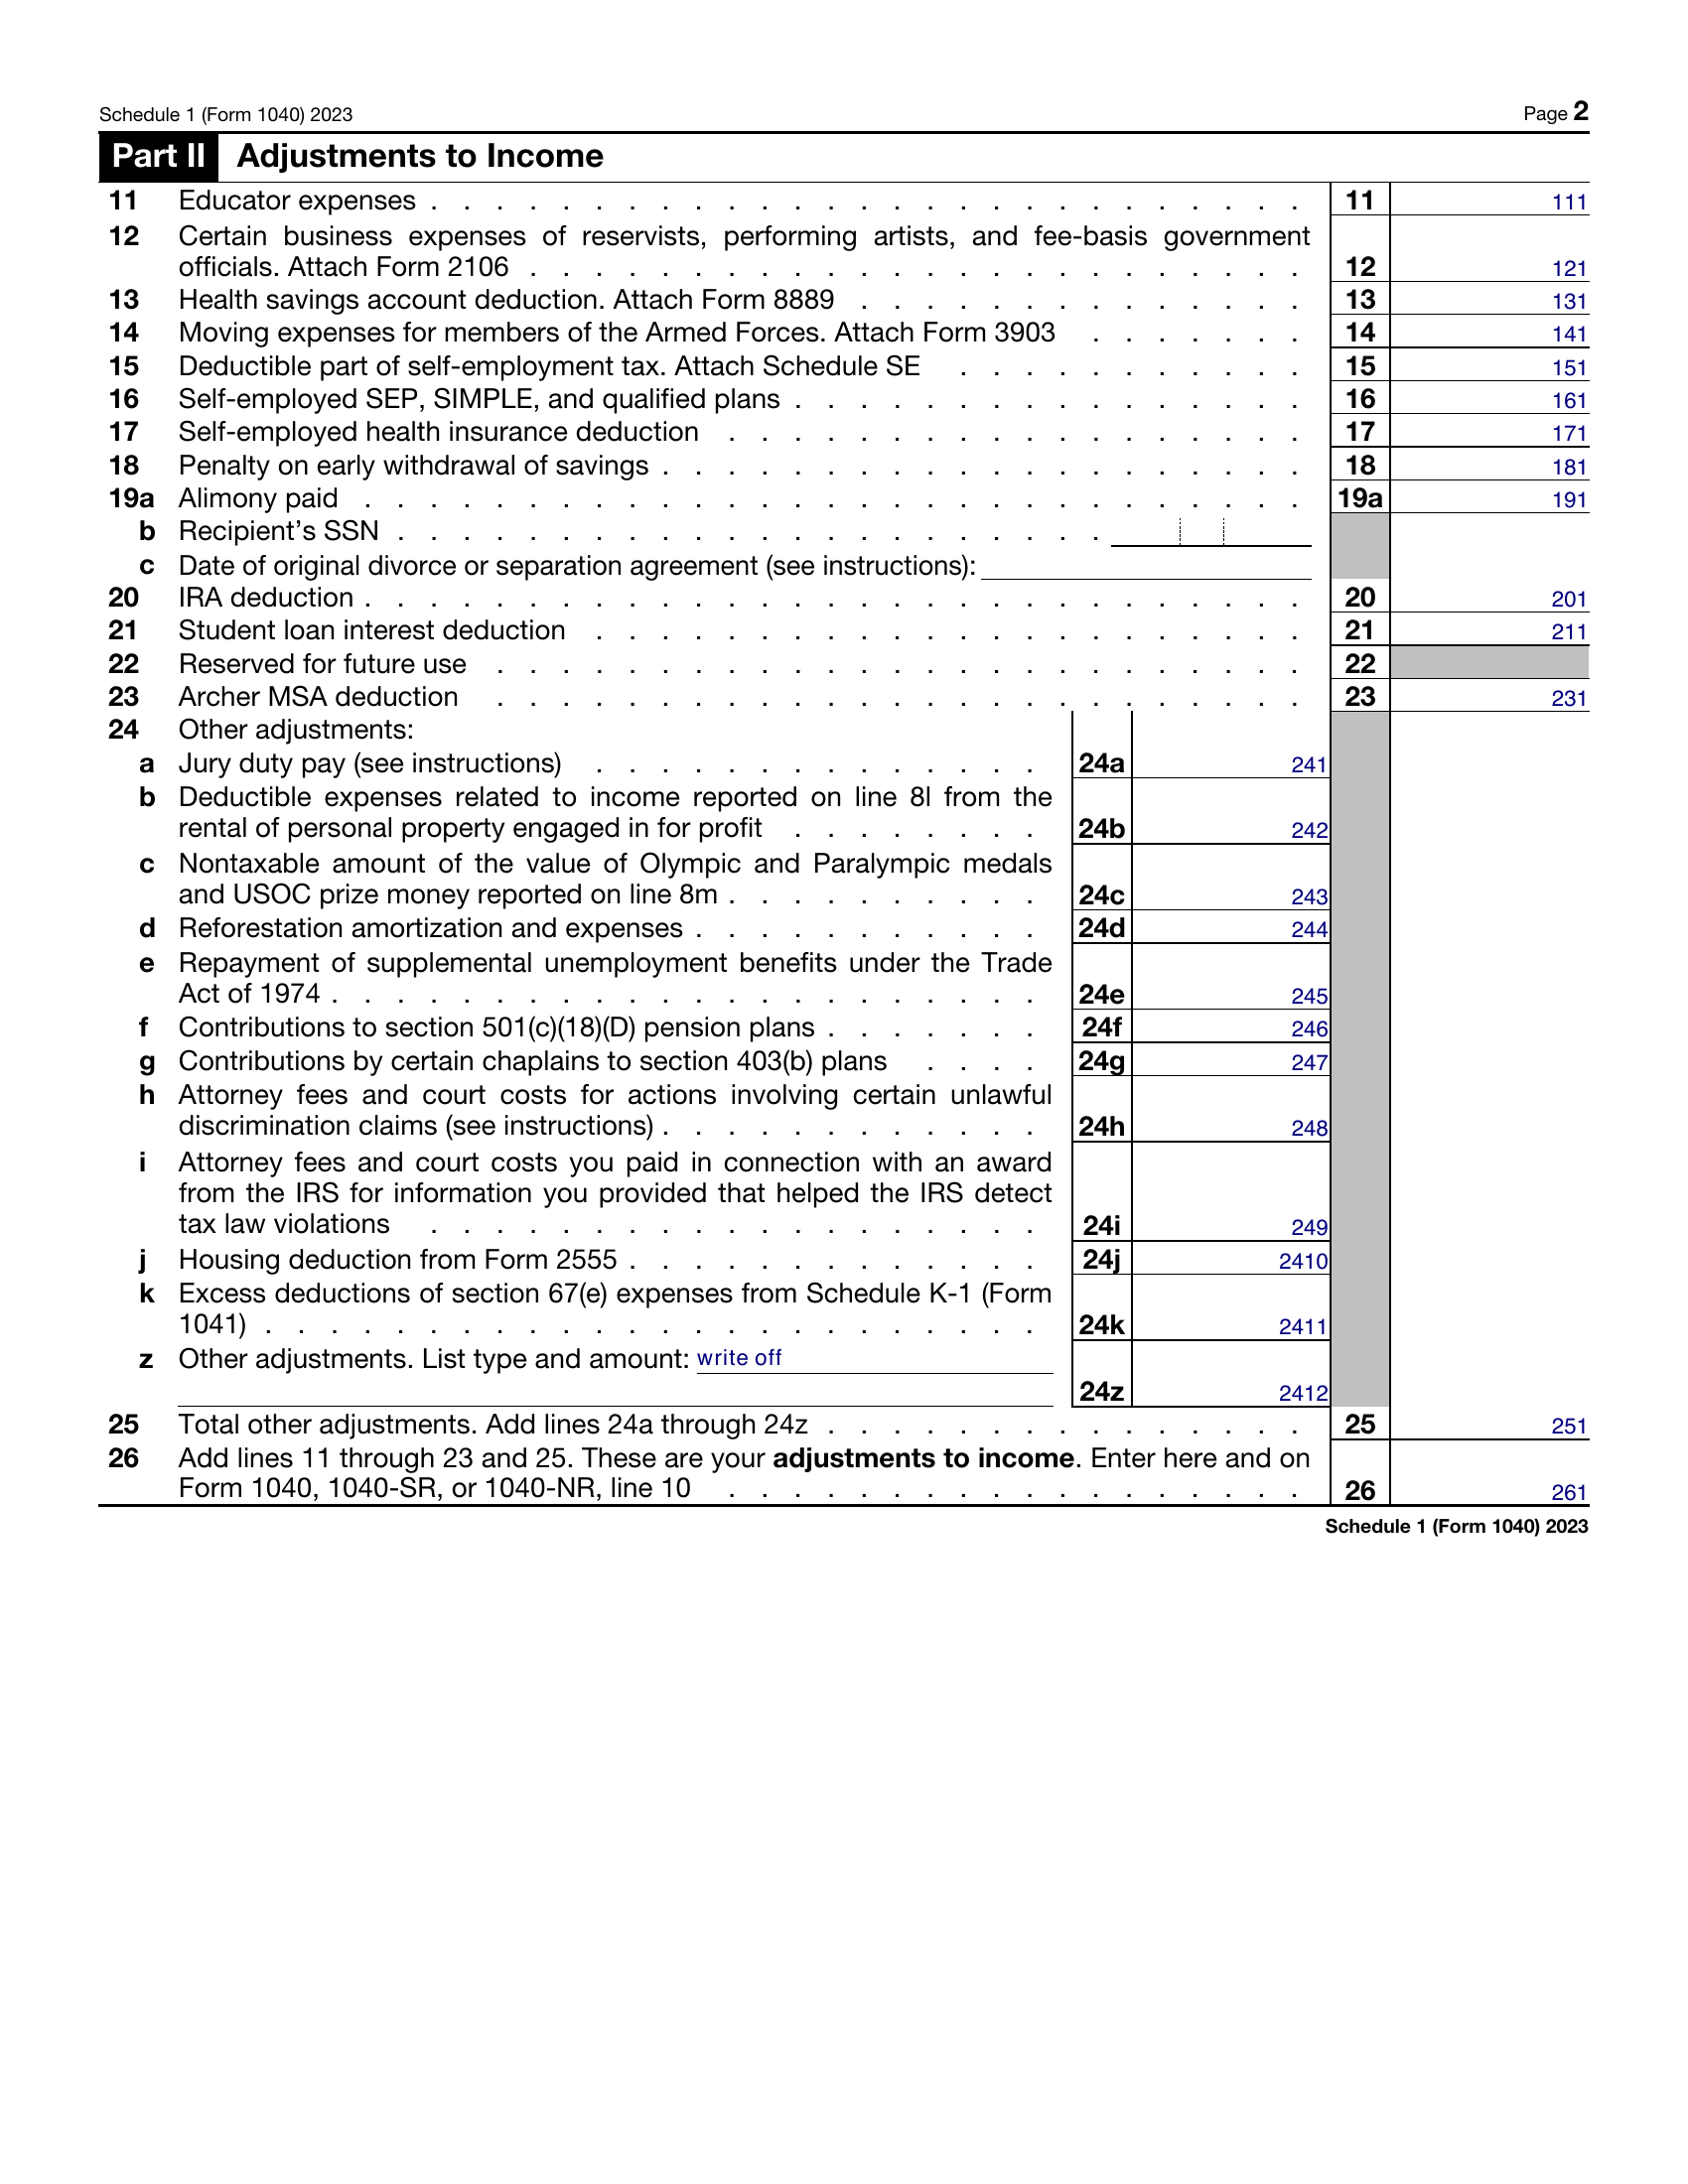 Schedule 1 (Form 1040) 2023 Page 2
Part II Adjustments to Income
11 Educator expenses . . . . . . . . . . . . . . . . . . . . . . . . . . . 11 111
12 Certain business expenses of reservists, performing artists, and fee-basis government
officials. Attach Form 2106 . . . . . . . . . . . . . . . . . . . . . . . . 12 121
13 Health savings account deduction. Attach Form 8889 . . . . . . . . . . . . . . 13 131
14 Moving expenses for members of the Armed Forces. Attach Form 3903 . . . . . . . 14 141
15 Deductible part of self-employment tax. Attach Schedule SE . . . . . . . . . . . 15 151
16 Self-employed SEP, SIMPLE, and qualified plans . . . . . . . . . . . . . . . . 16 161
17 Self-employed health insurance deduction . . . . . . . . . . . . . . . . . . 17 171
18 Penalty on early withdrawal of savings . . . . . . . . . . . . . . . . . . . . 18 181
19a Alimony paid . . . . . . . . . . . . . . . . . . . . . . . . . . . . . 19a 191
b Recipient's SSN . . . . . . . . . . . . . . . . . . . . . .
c Date of original divorce or separation agreement (see instructions):
20 IRA deduction . . . . . . . . . . . . . . . . . . . . . . . . . . . . . 20 201
21 Student loan interest deduction . . . . . . . . . . . . . . . . . . . . . . 21 211
22 Reserved for future use . . . . . . . . . . . . . . . . . . . . . . . . . 22
23 Archer MSA deduction . . . . . . . . . . . . . . . . . . . . . . . . . 23 231
24 Other adjustments:
a Jury duty pay (see instructions) . . . . . . . . . . . . . . 24a 241
b Deductible expenses related to income reported on line 8l from the
rental of personal property engaged in for profit . . . . . . . . 24b 242
c Nontaxable amount of the value of Olympic and Paralympic medals
and USOC prize money reported on line 8m . . . . . . . . . . 24c 243
d Reforestation amortization and expenses . . . . . . . . . . . 24d 244
e Repayment of supplemental unemployment benefits under the Trade
Act of 1974 . . . . . . . . . . . . . . . . . . . . . . 24e 245
f Contributions to section 501(c)(18)(D) pension plans . . . . . . . 24f 246
g Contributions by certain chaplains to section 403(b) plans . . . . 24g 247
h Attorney fees and court costs for actions involving certain unlawful
discrimination claims (see instructions) . . . . . . . . . . . . 24h 248
i Attorney fees and court costs you paid in connection with an award
from the IRS for information you provided that helped the IRS detect
tax law violations . . . . . . . . . . . . . . . . . . . 24i 249
j Housing deduction from Form 2555 . . . . . . . . . . . . . 24j 2410
k Excess deductions of section 67(e) expenses from Schedule K-1 (Form
1041) . . . . . . . . . . . . . . . . . . . . . . . . 24k 2411
z Other adjustments. List type and amount: write off
24z 2412
25 Total other adjustments. Add lines 24a through 24z . . . . . . . . . . . . . . . 25 251
26 Add lines 11 through 23 and 25. These are your adjustments to income. Enter here and on
Form 1040, 1040-SR, or 1040-NR, line 10 . . . . . . . . . . . . . . . . . . 26 261
Schedule 1 (Form 1040) 2023